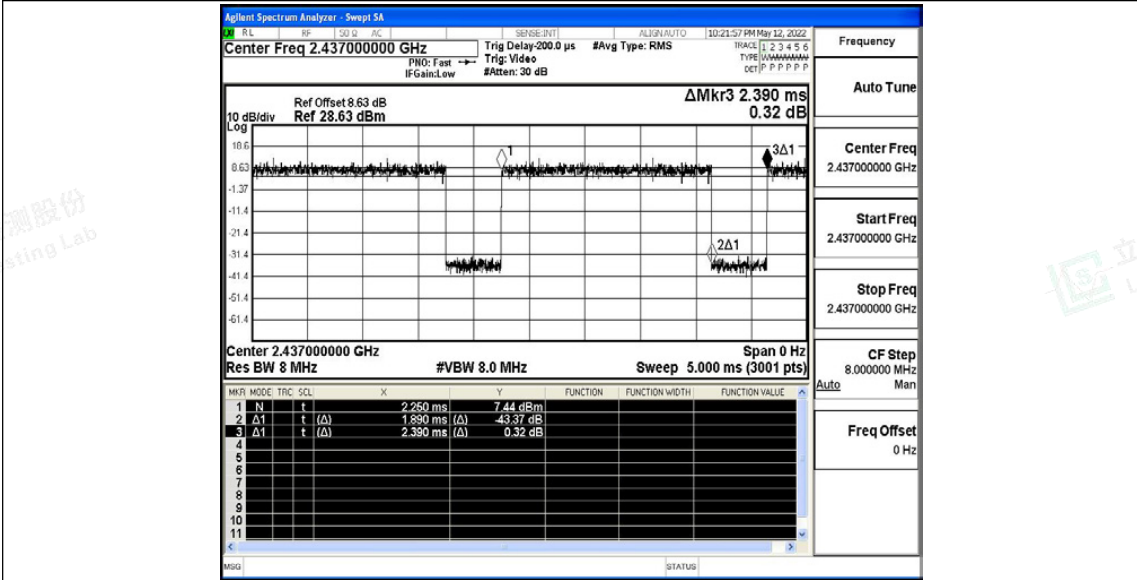 Agilent Spectrum Analyzer - Swept SA
RL RF 50 Ω AC SENSE:INT ALIGNAUTO 10:21:57 PM May 12, 2022
Center Freq 2.437000000 GHz
PNO: Fast
IFGain:Low
Trig Delay-200.0 µs
Trig: Video
#Atten: 30 dB
#Avg Type: RMS
TRACE 1 2 3 4 5 6
TYPE
DET P P P P P P
Frequency
Auto Tune
Center Freq
2.437000000 GHz
Start Freq
2.437000000 GHz
Stop Freq
2.437000000 GHz
CF Step
8.000000 MHz
Auto Man
Freq Offset
0 Hz
ΔMkr3 2.390 ms
0.32 dB
Ref Offset 8.63 dB
10 dB/div Ref 28.63 dBm
Log
18.6
8.63
-1.37
-11.4
-21.4
-31.4
-41.4
-51.4
-61.4
1
3Δ1
2Δ1
Center 2.437000000 GHz Span 0 Hz
Res BW 8 MHz #VBW 8.0 MHz Sweep 5.000 ms (3001 pts)
MKR MODE TRC SCL X Y FUNCTION FUNCTION WIDTH FUNCTION VALUE
1 N t 2.250 ms 7.44 dBm
2 Δ1 t (Δ) 1.890 ms (Δ) -43.37 dB
3 Δ1 t (Δ) 2.390 ms (Δ) 0.32 dB
4
5
6
7
8
9
10
11
MSG STATUS
测股份
sting Lab
立
L